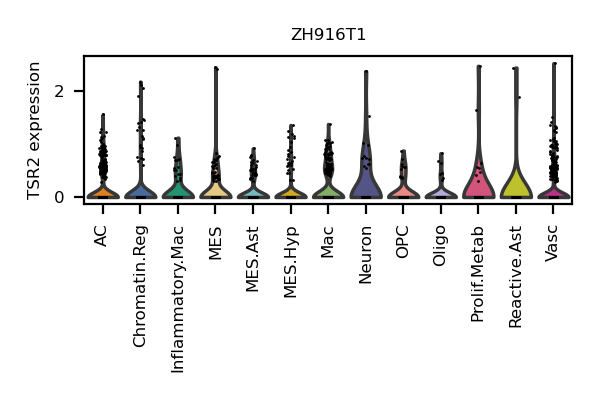 ZH916T1
TSR2 expression
2
0
AC
Chromatin.Reg
Inflammatory.Mac
MES
MES.Ast
MES.Hyp
Mac
Neuron
OPC
Oligo
Prolif.Metab
Reactive.Ast
Vasc